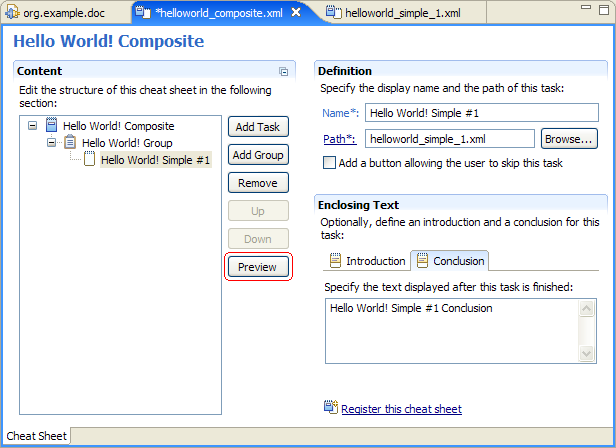 org.example.doc
*helloworld_composite.xml
helloworld_simple_1.xml
Hello World! Composite
Content
Edit the structure of this cheat sheet in the following
section:
Hello World! Composite
Hello World! Group
Hello World! Simple #1
Add Task
Add Group
Remove
Up
Down
Preview
Definition
Specify the display name and the path of this task:
Name*: Hello World! Simple #1
Path*: helloworld_simple_1.xml Browse...
Add a button allowing the user to skip this task
Enclosing Text
Optionally, define an introduction and a conclusion for this
task:
Introduction Conclusion
Specify the text displayed after this task is finished:
Hello World! Simple #1 Conclusion
Register this cheat sheet
Cheat Sheet